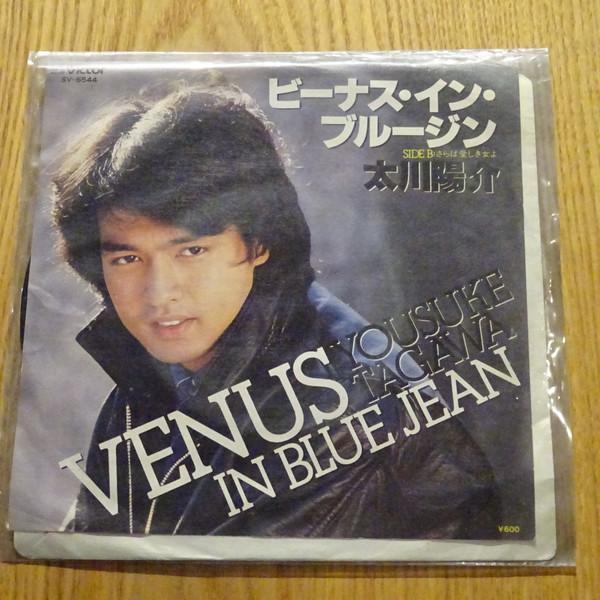 Victor
SV-6544
ビーナス・イン・
ブルージン
SIDE B/さらば愛しき女よ
太川陽介
YOUSUKE
TAGAWA
VENUS
IN BLUE JEAN
¥600